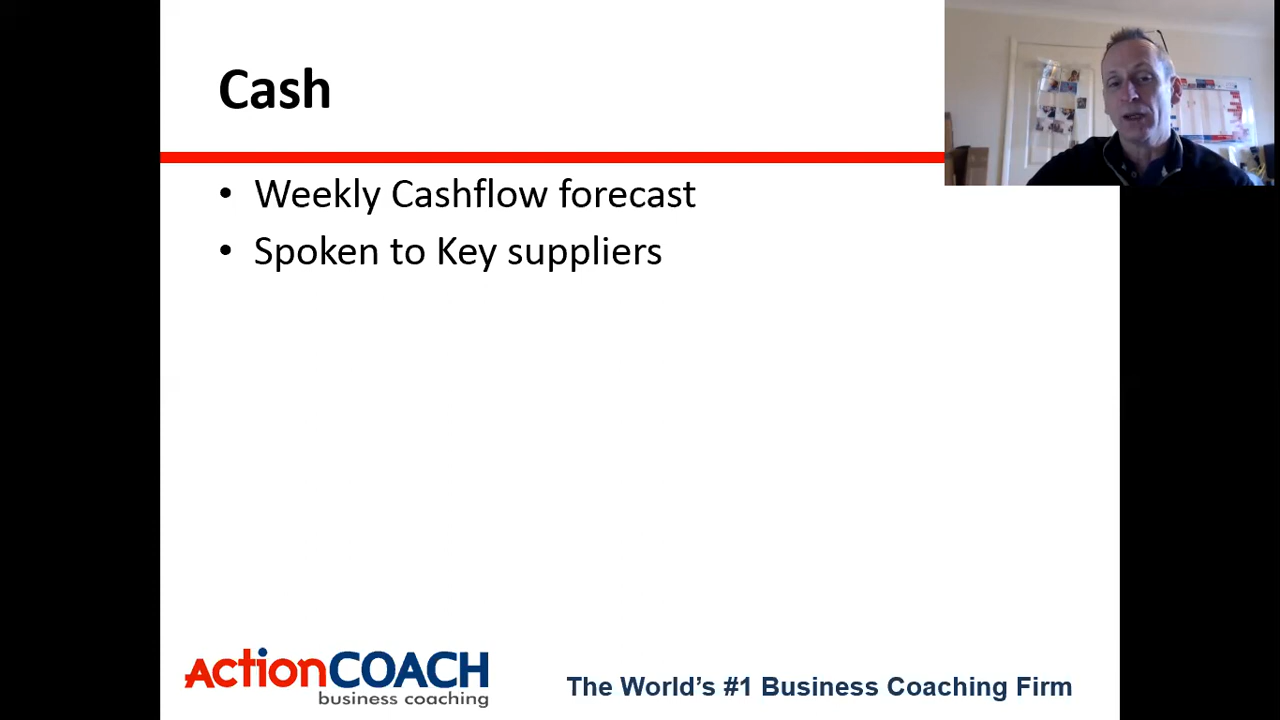 Cash
• Weekly Cashflow forecast
• Spoken to Key suppliers
ActionCOACH
business coaching
The World's #1 Business Coaching Firm